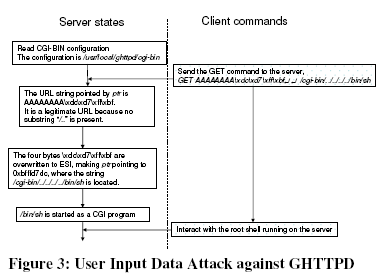 Server states
Client commands
Read CGI-BIN configuration
The configuration is /usr/local/ghttpd/cgi-bin
Send the GET command to the server,
GET AAAAAAAA\xdc\xd7\xff\xbf␣/␣/ /cgi-bin/../../../../bin/sh
The URL string pointed by ptr is
AAAAAAAA\xdc\xd7\xff\xbf.
It is a legitimate URL because no
substring “/..” is present.
The four bytes \xdc\xd7\xff\xbf are
overwritten to ESI, making ptr pointing to
0xbfffd7dc, where the string
/cgi-bin/../../../../bin/sh is located.
/bin/sh is started as a CGI program
Interact with the root shell running on the server
Figure 3: User Input Data Attack against GHTTPD